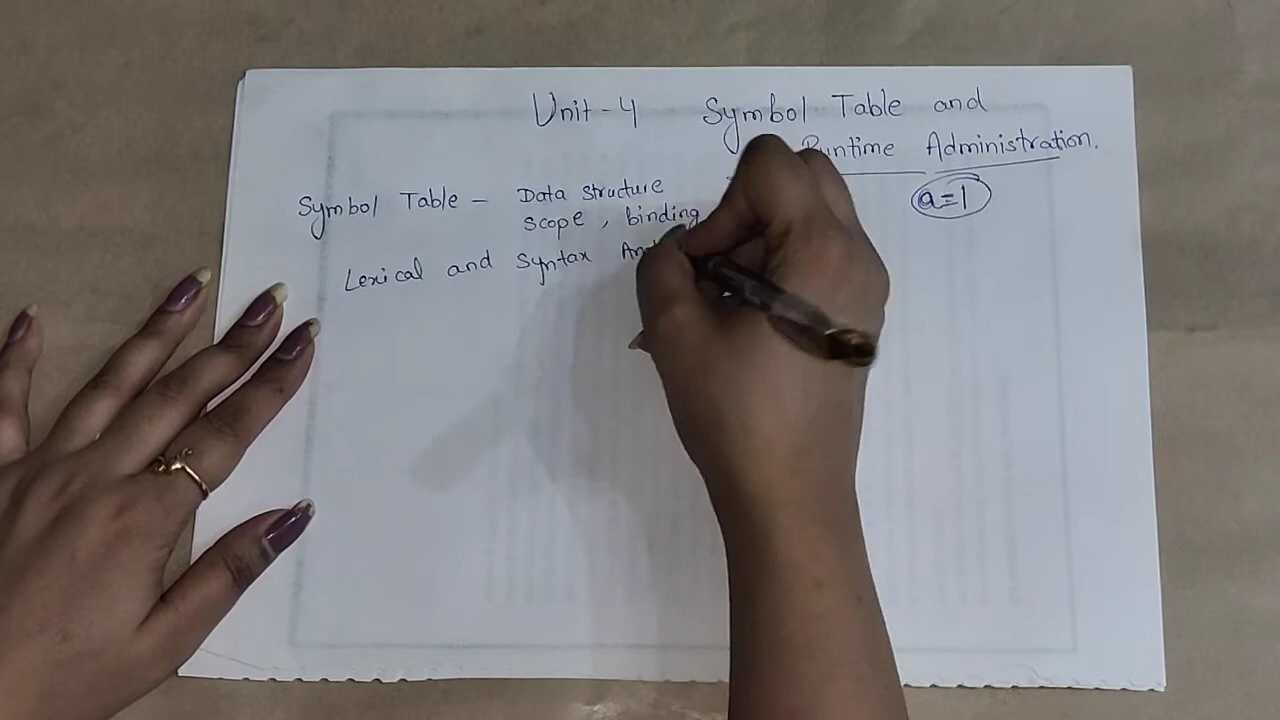 Unit - 4 Symbol Table and
Runtime Administration.
Symbol Table - Data Structure
scope, binding
a=1
Lexical and Syntax